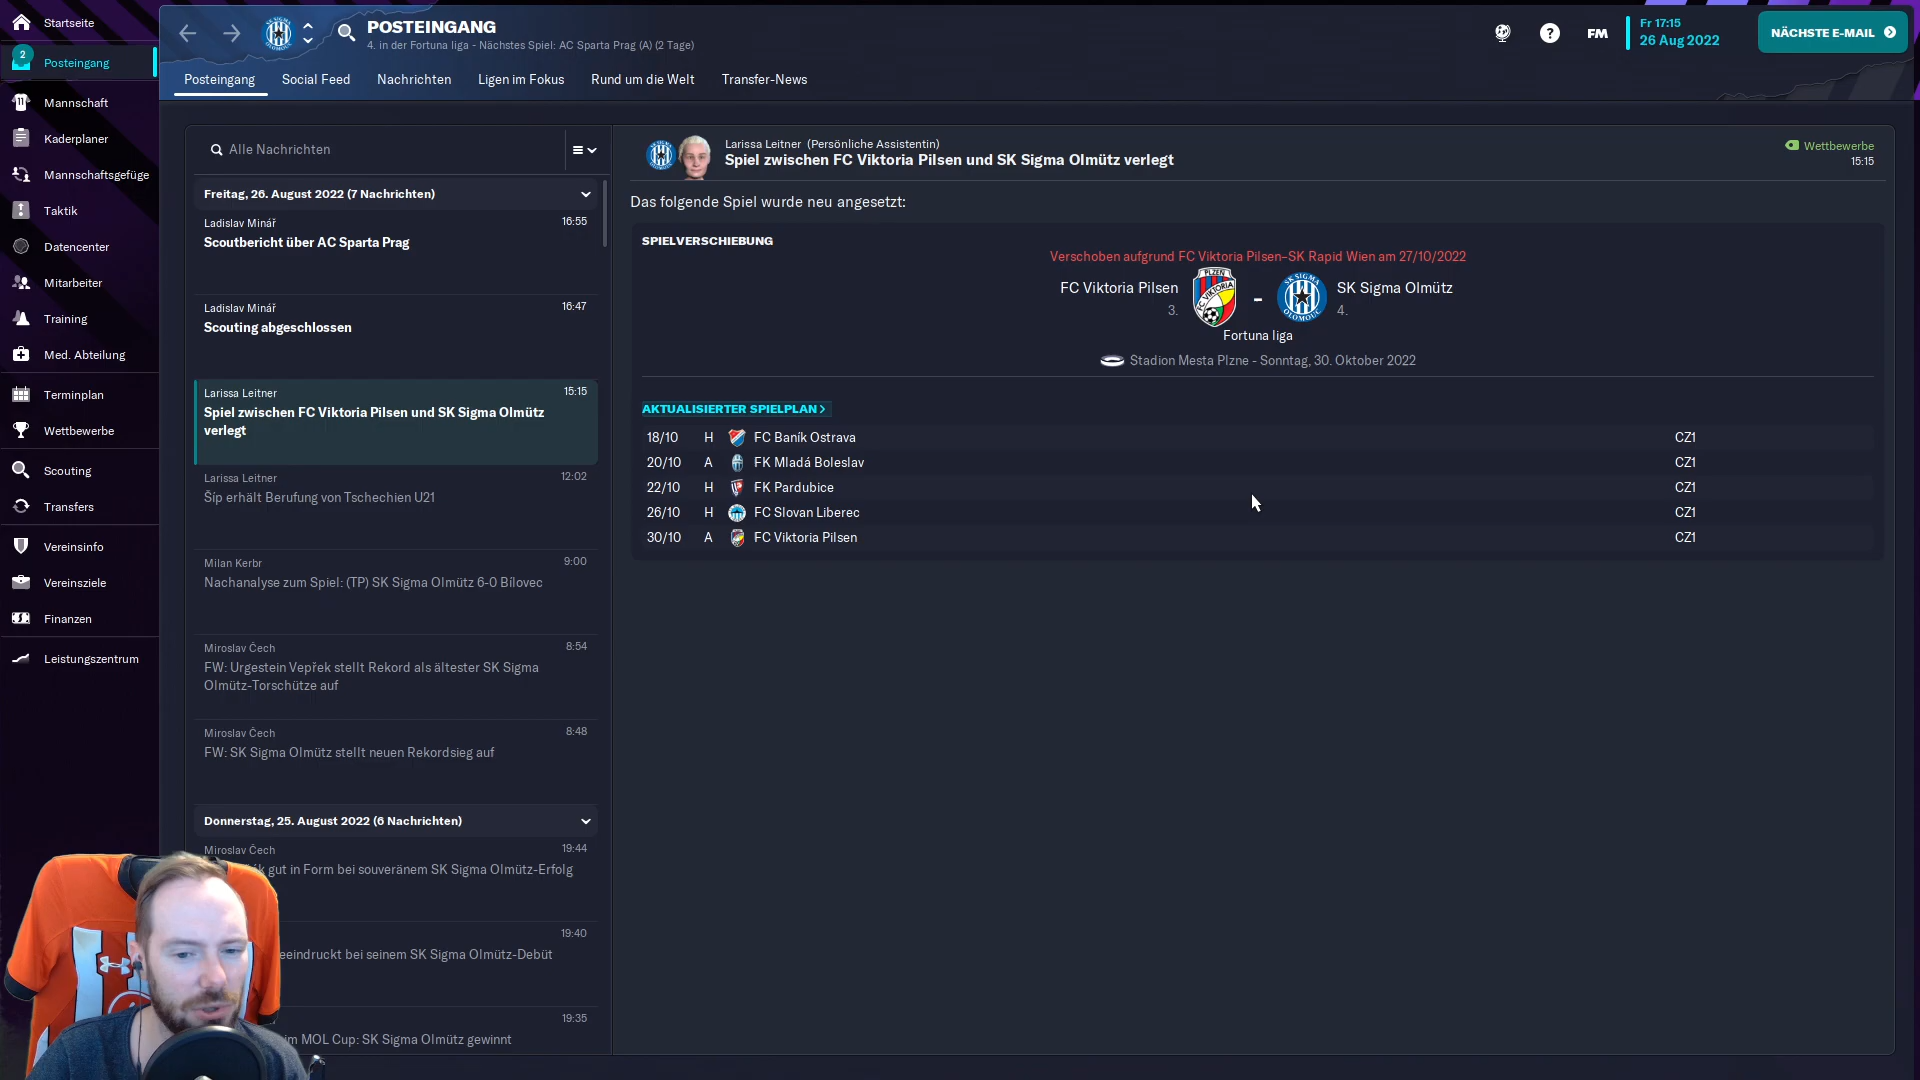 Startseite
2
Posteingang
Mannschaft
Kaderplaner
Mannschaftsgefüge
Taktik
Datencenter
Mitarbeiter
Training
Med. Abteilung
Terminplan
Wettbewerbe
Scouting
Transfers
Vereinsinfo
Vereinsziele
Finanzen
Leistungszentrum
POSTEINGANG
4. in der Fortuna liga - Nächstes Spiel: AC Sparta Prag (A) (2 Tage)
FM
Fr 17:15
26 Aug 2022
NÄCHSTE E-MAIL
Posteingang Social Feed Nachrichten Ligen im Fokus Rund um die Welt Transfer-News
Alle Nachrichten
Freitag, 26. August 2022 (7 Nachrichten)
Ladislav Minář 16:55
Scoutbericht über AC Sparta Prag
Ladislav Minář 16:47
Scouting abgeschlossen
Larissa Leitner 15:15
Spiel zwischen FC Viktoria Pilsen und SK Sigma Olmütz
verlegt
Larissa Leitner 12:02
Šíp erhält Berufung von Tschechien U21
Milan Kerbr 9:00
Nachanalyse zum Spiel: (TP) SK Sigma Olmütz 6-0 Bílovec
Miroslav Čech 8:54
FW: Urgestein Vepřek stellt Rekord als ältester SK Sigma
Olmütz-Torschütze auf
Miroslav Čech 8:48
FW: SK Sigma Olmütz stellt neuen Rekordsieg auf
Donnerstag, 25. August 2022 (6 Nachrichten)
Miroslav Čech 19:44
gut in Form bei souveränem SK Sigma Olmütz-Erfolg
19:40
eeindruckt bei seinem SK Sigma Olmütz-Debüt
19:35
im MOL Cup: SK Sigma Olmütz gewinnt
Larissa Leitner (Persönliche Assistentin)
Spiel zwischen FC Viktoria Pilsen und SK Sigma Olmütz verlegt
Wettbewerbe
15:15
Das folgende Spiel wurde neu angesetzt:
SPIELVERSCHIEBUNG
Verschoben aufgrund FC Viktoria Pilsen-SK Rapid Wien am 27/10/2022
FC Viktoria Pilsen - SK Sigma Olmütz
3. 4.
Fortuna liga
Stadion Mesta Plzne - Sonntag, 30. Oktober 2022
AKTUALISIERTER SPIELPLAN >
18/10 H FC Baník Ostrava CZ1
20/10 A FK Mladá Boleslav CZ1
22/10 H FK Pardubice CZ1
26/10 H FC Slovan Liberec CZ1
30/10 A FC Viktoria Pilsen CZ1